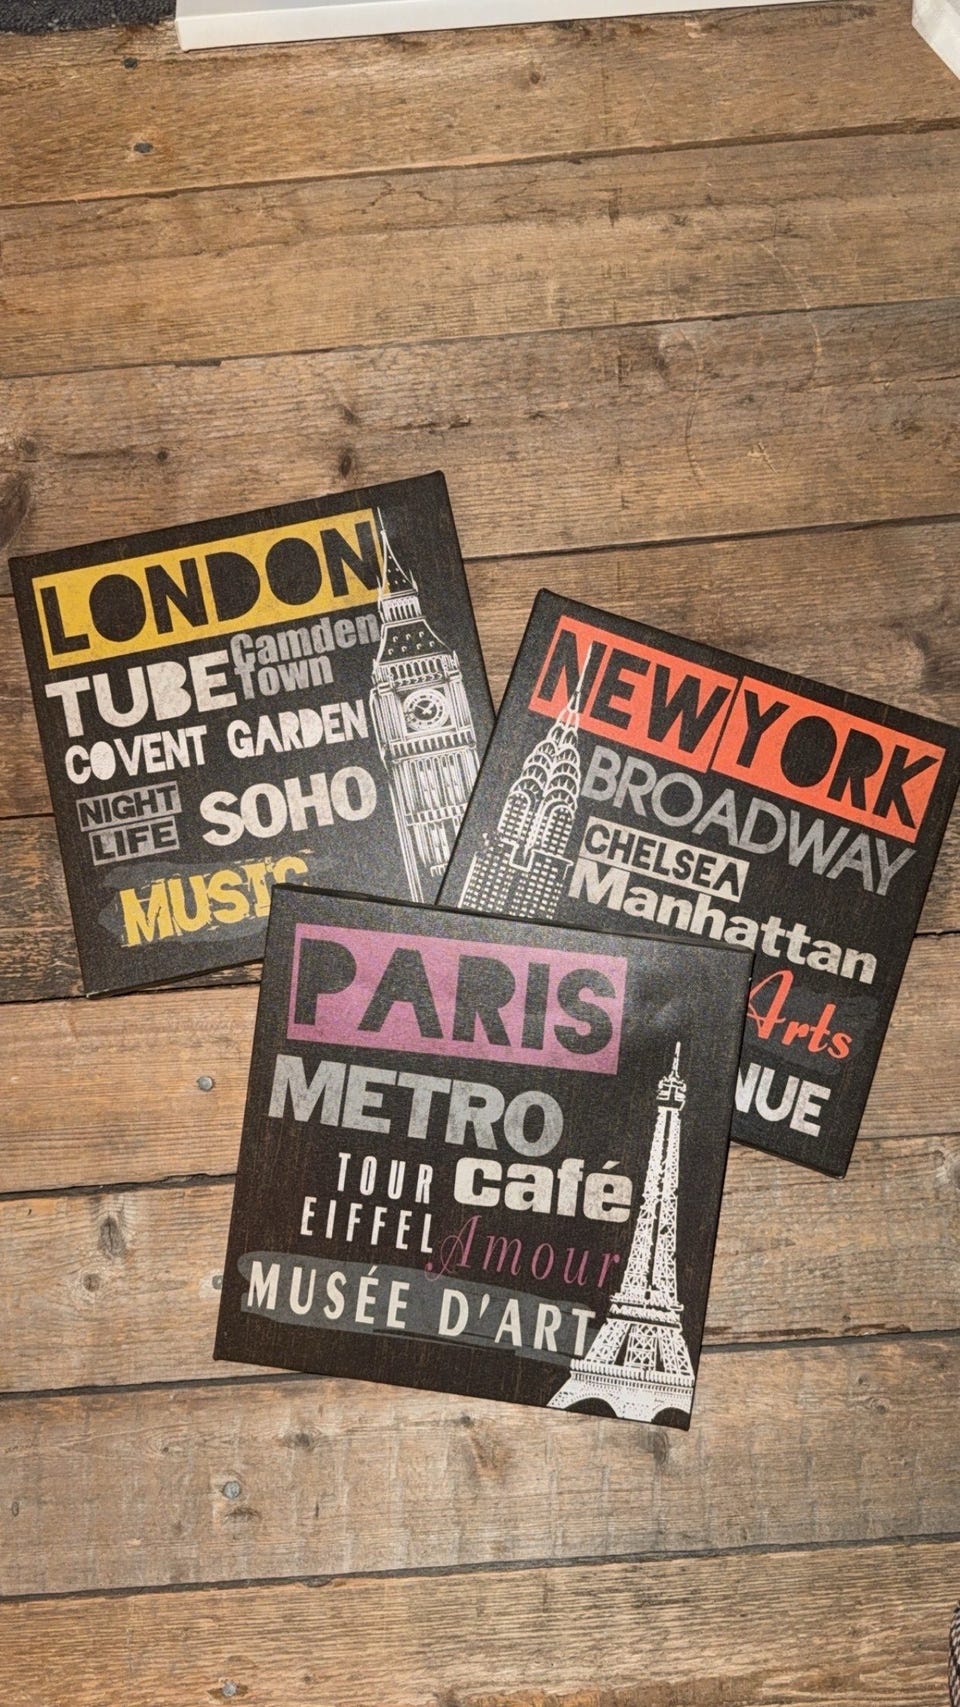 LONDON
TUBE Camden Town
COVENT GARDEN
NIGHT LIFE SOHO
MUSIC
NEW YORK
BROADWAY
CHELSEA
Manhattan
Arts
PARIS
METRO
TOUR EIFFEL café
Amour
MUSÉE D'ART